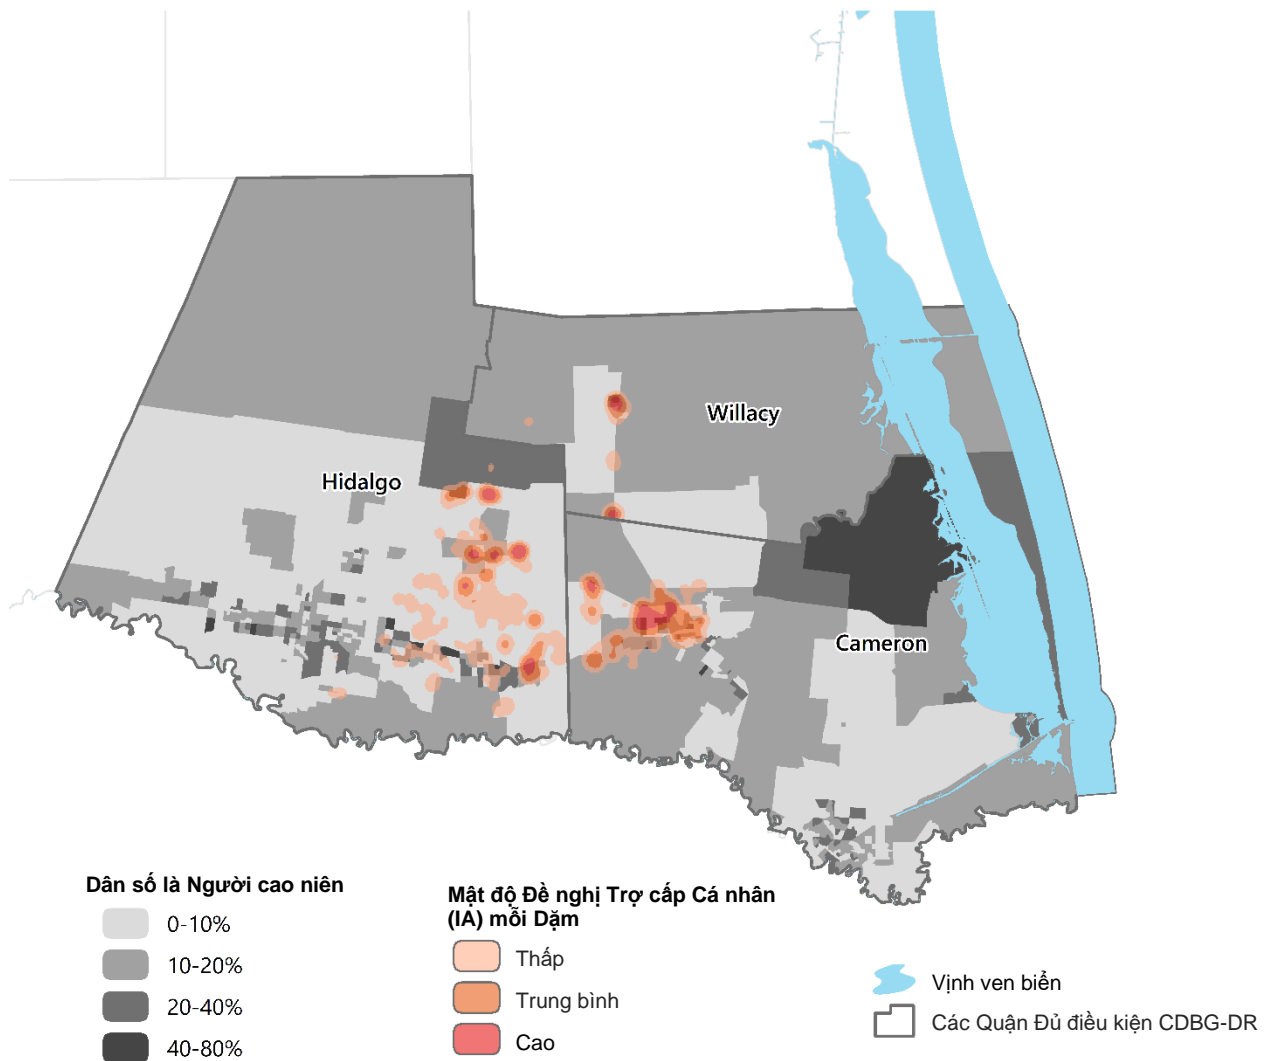 Willacy
Hidalgo
Cameron
Dân số là Người cao niên
0-10%
10-20%
20-40%
40-80%
Mật độ Đề nghị Trợ cấp Cá nhân
(IA) mỗi Dặm
Thấp
Trung bình
Cao
Vịnh ven biển
Các Quận Đủ điều kiện CDBG-DR